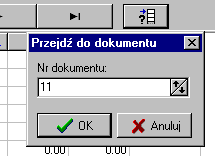 ?
Przejdź do dokumentu
Nr dokumentu:
11
OK
Anuluj
0.00 0.00